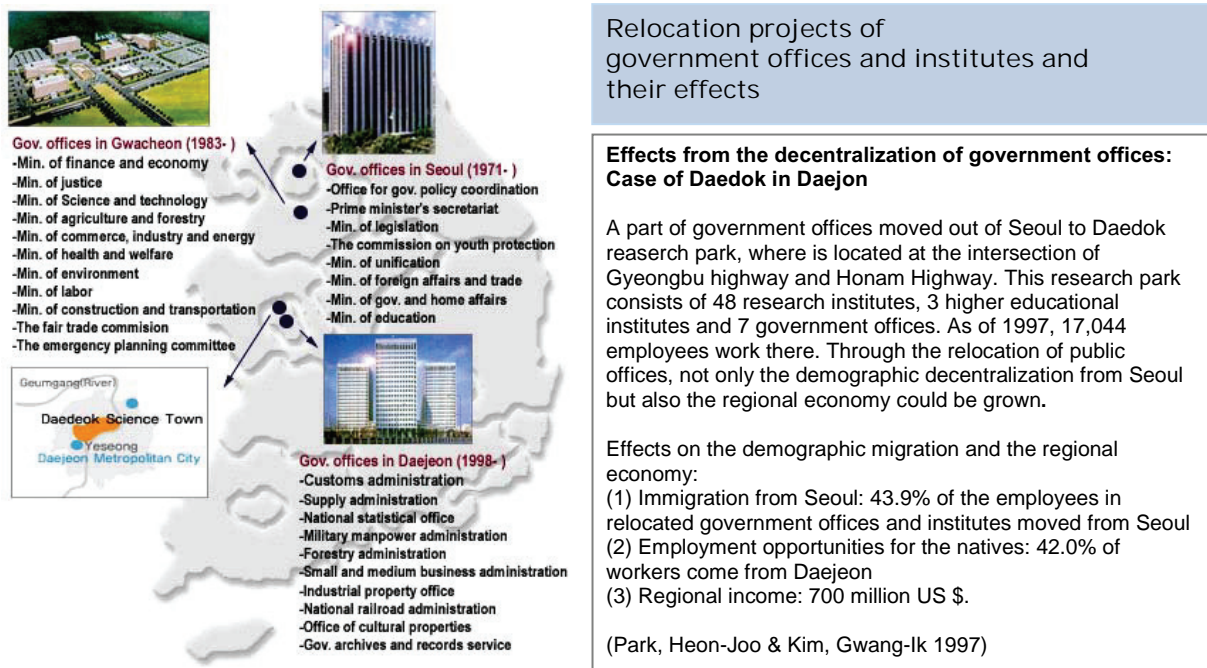 Gov. offices in Gwacheon (1983- )
-Min. of finance and economy
-Min. of justice
-Min. of Science and technology
-Min. of agriculture and forestry
-Min. of commerce, industry and energy
-Min. of health and welfare
-Min. of environment
-Min. of labor
-Min. of construction and transportation
-The fair trade commision
-The emergency planning committee
Gov. offices in Seoul (1971- )
-Office for gov. policy coordination
-Prime minister's secretariat
-Min. of legislation
-The commission on youth protection
-Min. of unification
-Min. of foreign affairs and trade
-Min. of gov. and home affairs
-Min. of education
Geumgang(River)
Daedeok Science Town
Yeseong
Daejeon Metropolitan City
Gov. offices in Daejeon (1998- )
-Customs administration
-Supply administration
-National statistical office
-Military manpower administration
-Forestry administration
-Small and medium business administration
-Industrial property office
-National railroad administration
-Office of cultural properties
-Gov. archives and records service
Relocation projects of
government offices and institutes and
their effects
Effects from the decentralization of government offices:
Case of Daedok in Daejon
A part of government offices moved out of Seoul to Daedok
reaserch park, where is located at the intersection of
Gyeongbu highway and Honam Highway. This research park
consists of 48 research institutes, 3 higher educational
institutes and 7 government offices. As of 1997, 17,044
employees work there. Through the relocation of public
offices, not only the demographic decentralization from Seoul
but also the regional economy could be grown.
Effects on the demographic migration and the regional
economy:
(1) Immigration from Seoul: 43.9% of the employees in
relocated government offices and institutes moved from Seoul
(2) Employment opportunities for the natives: 42.0% of
workers come from Daejeon
(3) Regional income: 700 million US $.
(Park, Heon-Joo & Kim, Gwang-Ik 1997)